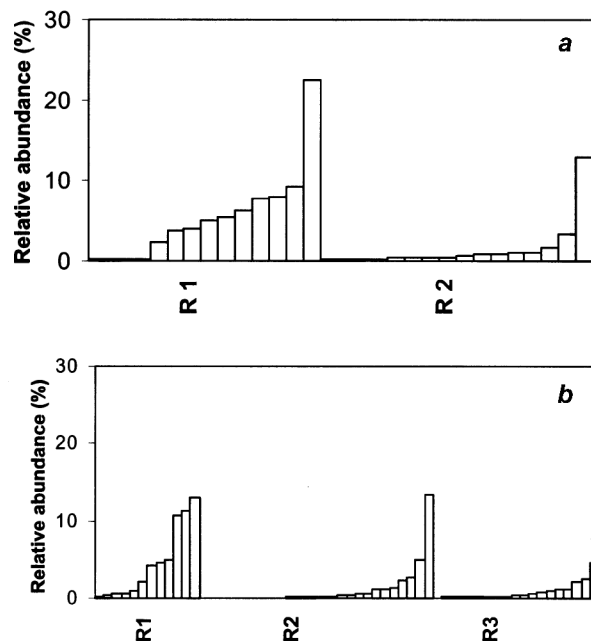 Relative abundance (%)
30
20
10
0
a
R 1
R 2
Relative abundance (%)
30
20
10
0
b
R1
R2
R3